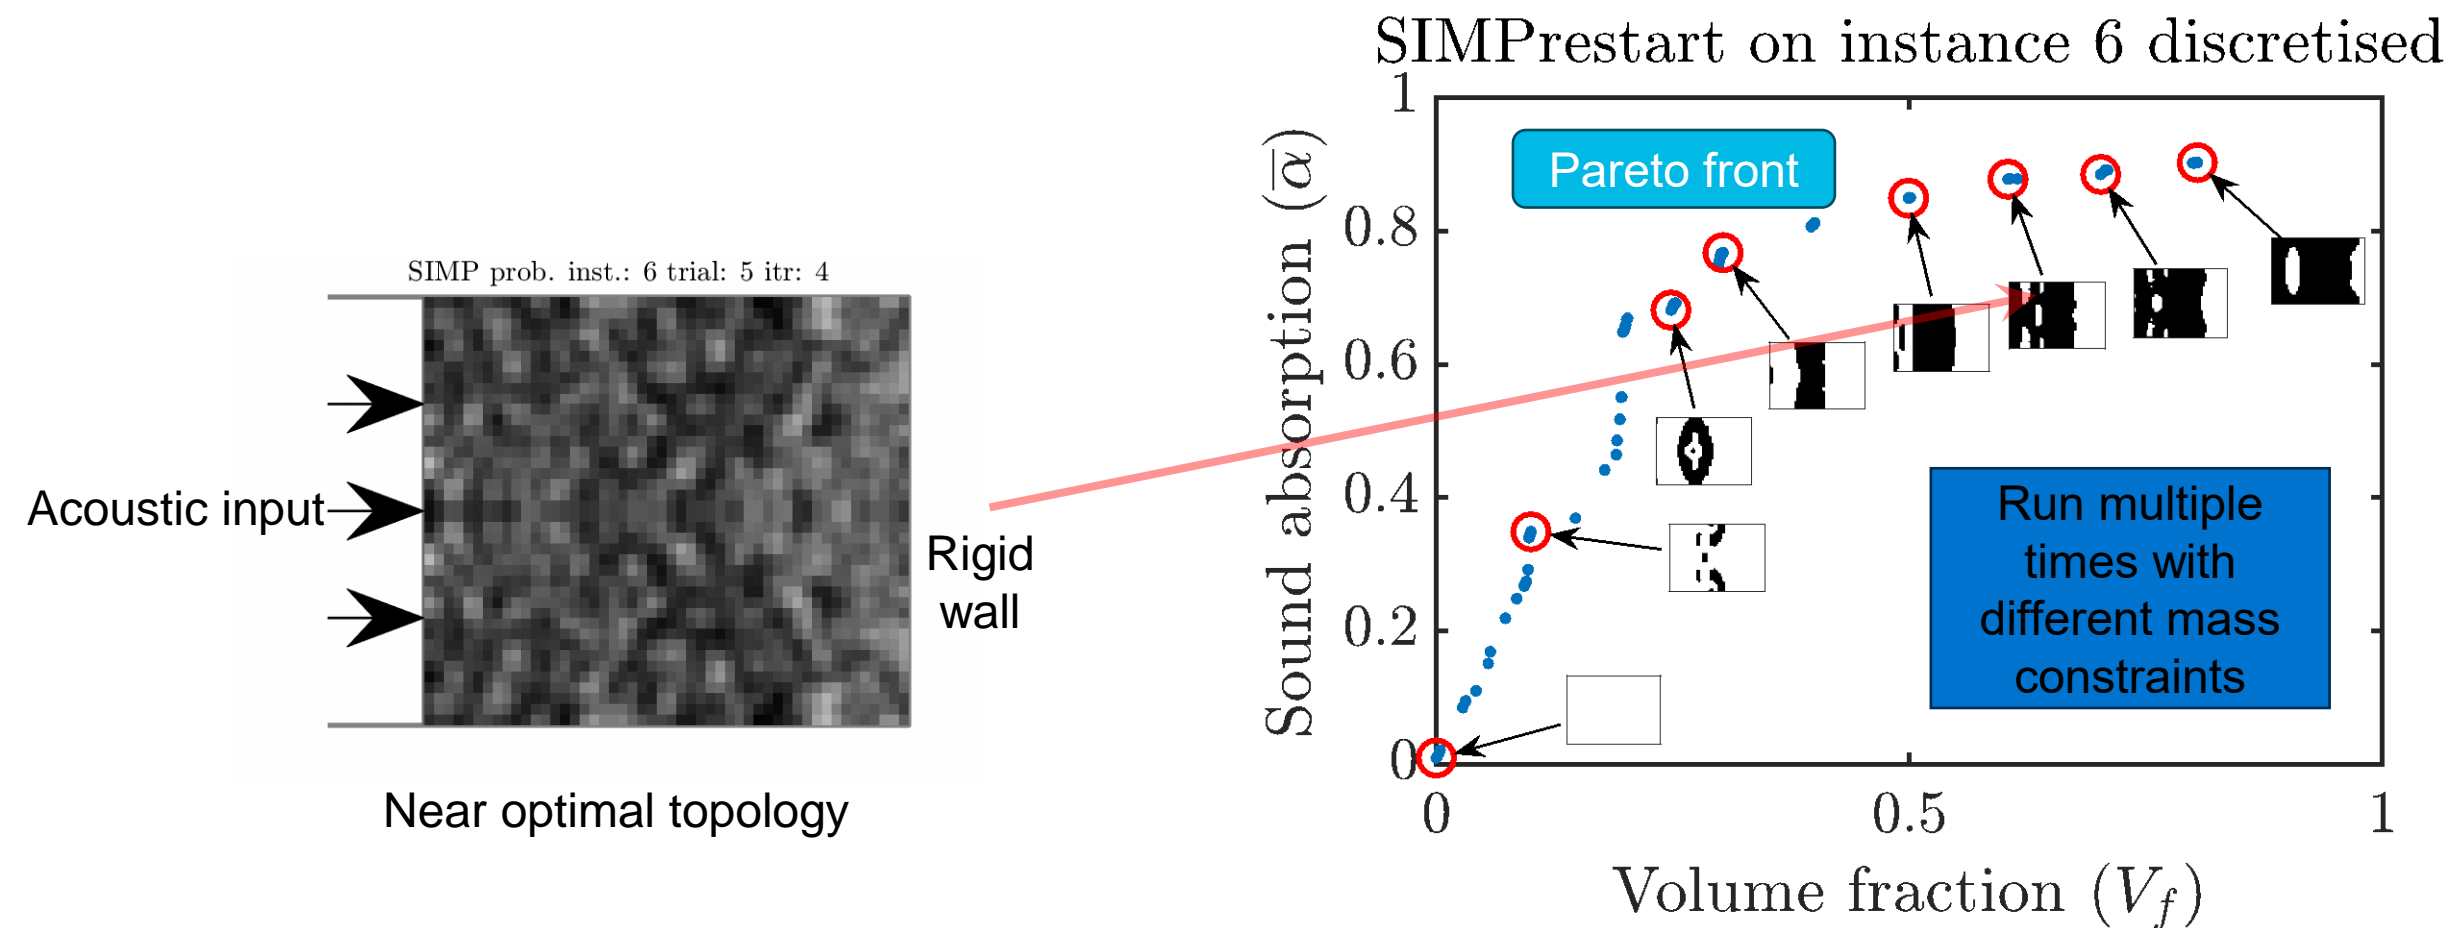 SIMPrestart on instance 6 discretised
SIMP prob. inst.: 6 trial: 5 itr: 4
Acoustic input
Rigid
wall
Near optimal topology
Sound absorption (α̅)
1
0.8
0.6
0.4
0.2
0
Pareto front
Run multiple
times with
different mass
constraints
0
0.5
1
Volume fraction (V_f)